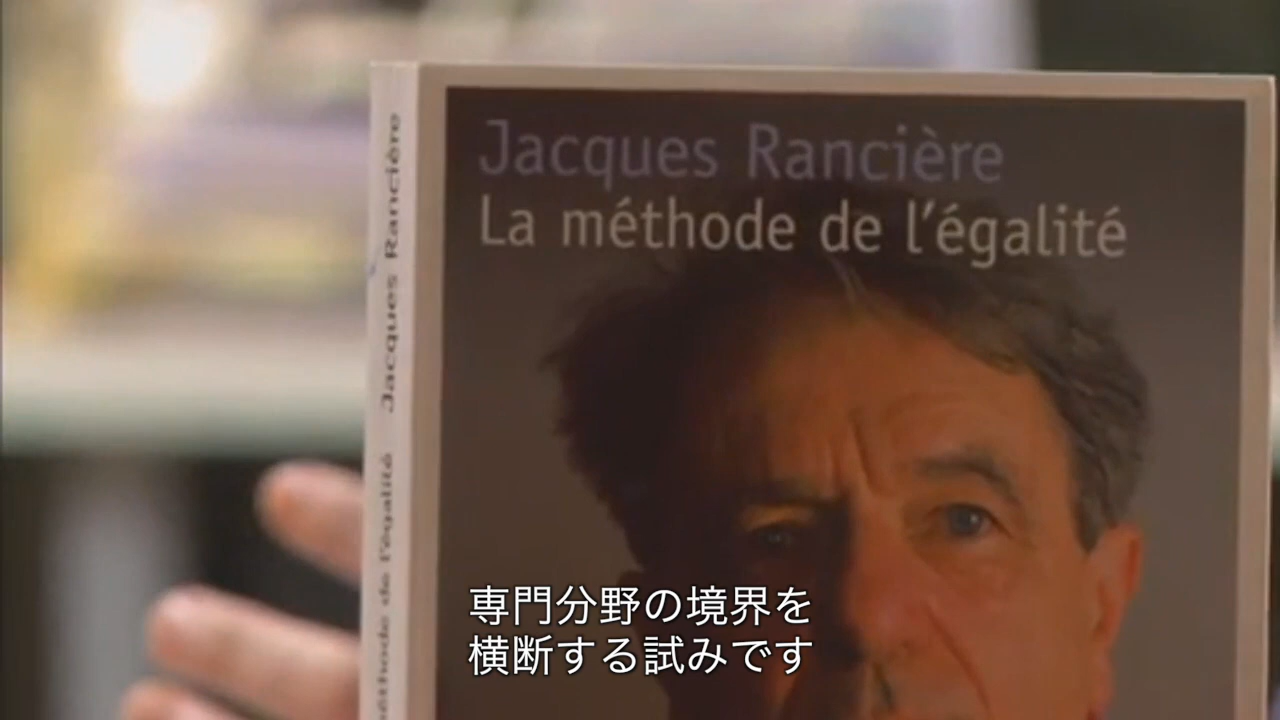 Jacques Rancière
La méthode de l'égalité
Jacques Rancière
méthode de l'égalité
専門分野の境界を
横断する試みです